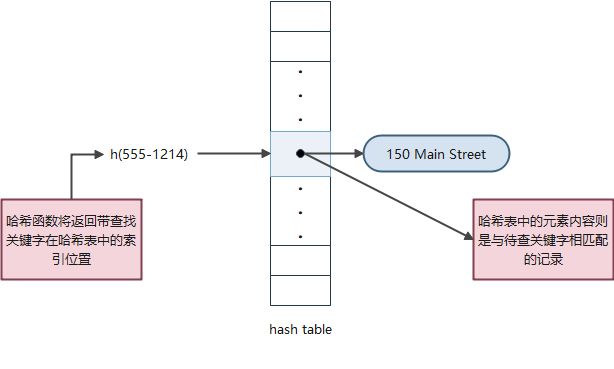 h(555-1214)
150 Main Street
哈希函数将返回带查找
关键字在哈希表中的索
引位置
哈希表中的元素内容则
是与待查关键字相匹配
的记录
hash table